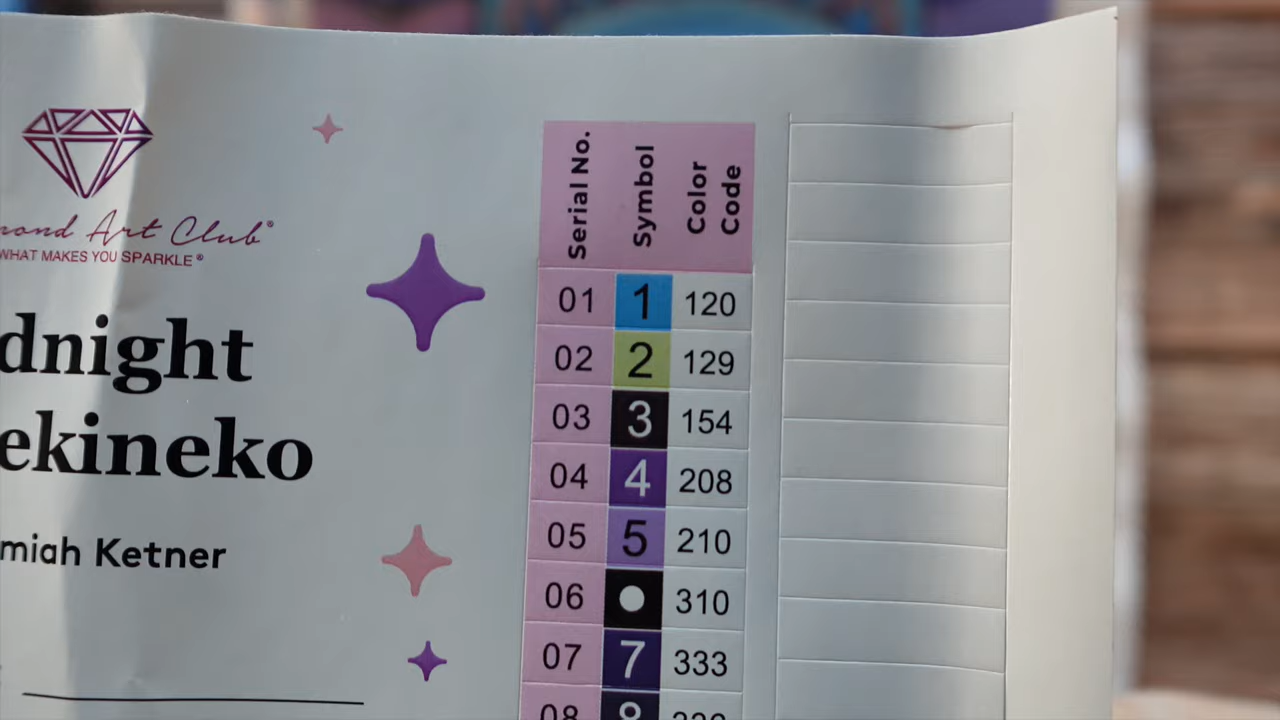 Art Club®
WHAT MAKES YOU SPARKLE®
dnight
ekineko
miah Ketner
Serial No. Symbol Color Code
01 1 120
02 2 129
03 3 154
04 4 208
05 5 210
06 310
07 7 333
08